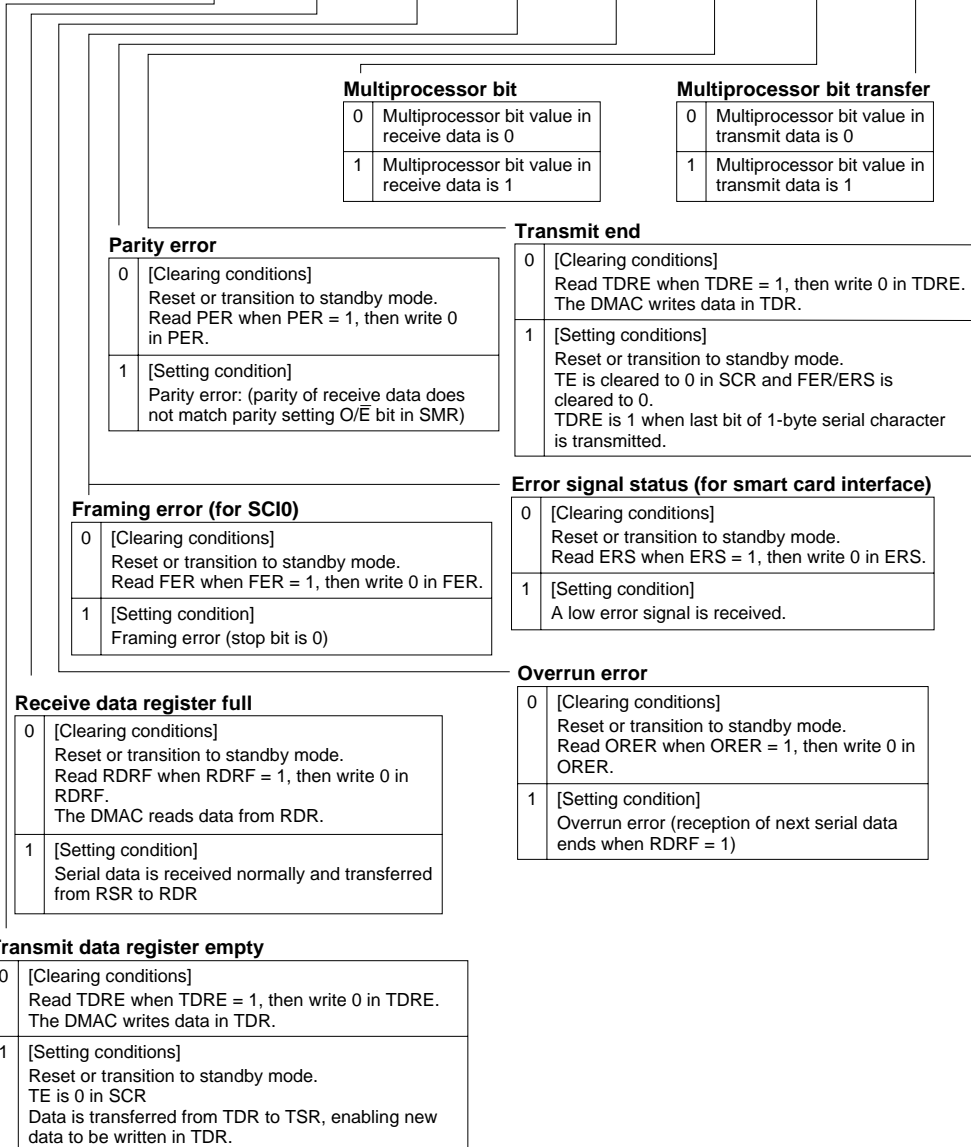 Multiprocessor bit
0 Multiprocessor bit value in
receive data is 0
1 Multiprocessor bit value in
receive data is 1
Multiprocessor bit transfer
0 Multiprocessor bit value in
transmit data is 0
1 Multiprocessor bit value in
transmit data is 1
Parity error
0 [Clearing conditions]
Reset or transition to standby mode.
Read PER when PER = 1, then write 0
in PER.
1 [Setting condition]
Parity error: (parity of receive data does
not match parity setting O/E̅ bit in SMR)
Transmit end
0 [Clearing conditions]
Read TDRE when TDRE = 1, then write 0 in TDRE.
The DMAC writes data in TDR.
1 [Setting conditions]
Reset or transition to standby mode.
TE is cleared to 0 in SCR and FER/ERS is
cleared to 0.
TDRE is 1 when last bit of 1-byte serial character
is transmitted.
Framing error (for SCI0)
0 [Clearing conditions]
Reset or transition to standby mode.
Read FER when FER = 1, then write 0 in FER.
1 [Setting condition]
Framing error (stop bit is 0)
Error signal status (for smart card interface)
0 [Clearing conditions]
Reset or transition to standby mode.
Read ERS when ERS = 1, then write 0 in ERS.
1 [Setting condition]
A low error signal is received.
Receive data register full
0 [Clearing conditions]
Reset or transition to standby mode.
Read RDRF when RDRF = 1, then write 0 in
RDRF.
The DMAC reads data from RDR.
1 [Setting condition]
Serial data is received normally and transferred
from RSR to RDR
Overrun error
0 [Clearing conditions]
Reset or transition to standby mode.
Read ORER when ORER = 1, then write 0 in
ORER.
1 [Setting condition]
Overrun error (reception of next serial data
ends when RDRF = 1)
Transmit data register empty
0 [Clearing conditions]
Read TDRE when TDRE = 1, then write 0 in TDRE.
The DMAC writes data in TDR.
1 [Setting conditions]
Reset or transition to standby mode.
TE is 0 in SCR
Data is transferred from TDR to TSR, enabling new
data to be written in TDR.